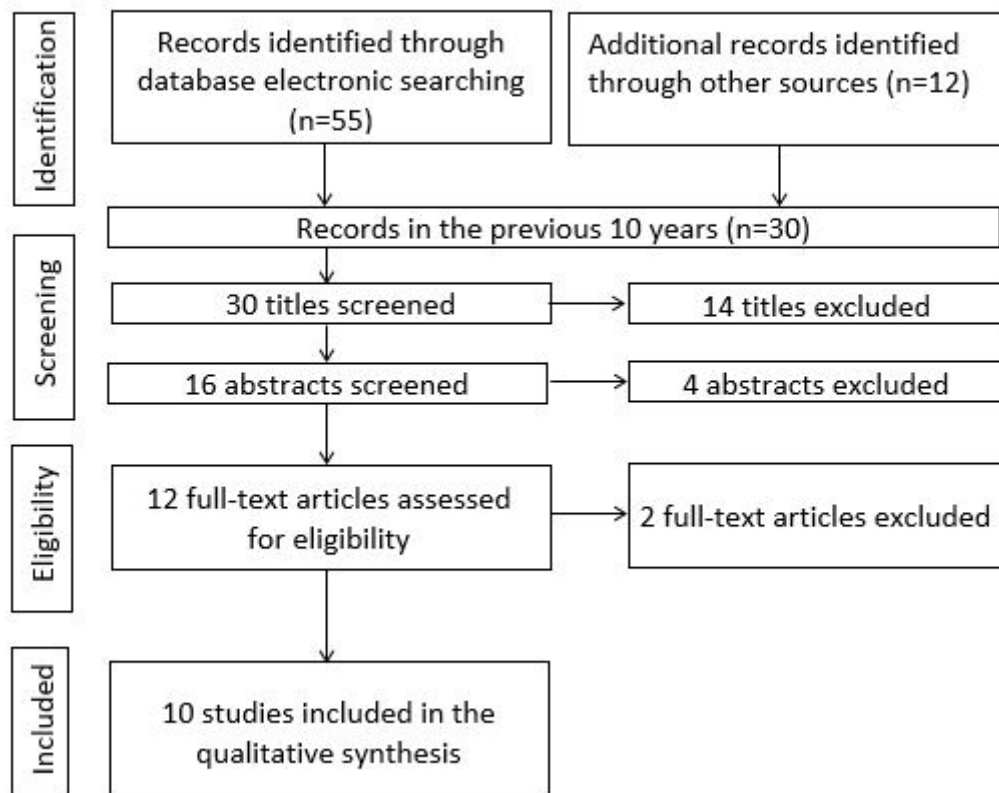 Identification
Records identified through
database electronic searching
(n=55)
Additional records identified
through other sources (n=12)
Records in the previous 10 years (n=30)
Screening
30 titles screened
14 titles excluded
16 abstracts screened
4 abstracts excluded
Eligibility
12 full-text articles assessed
for eligibility
2 full-text articles excluded
Included
10 studies included in the
qualitative synthesis